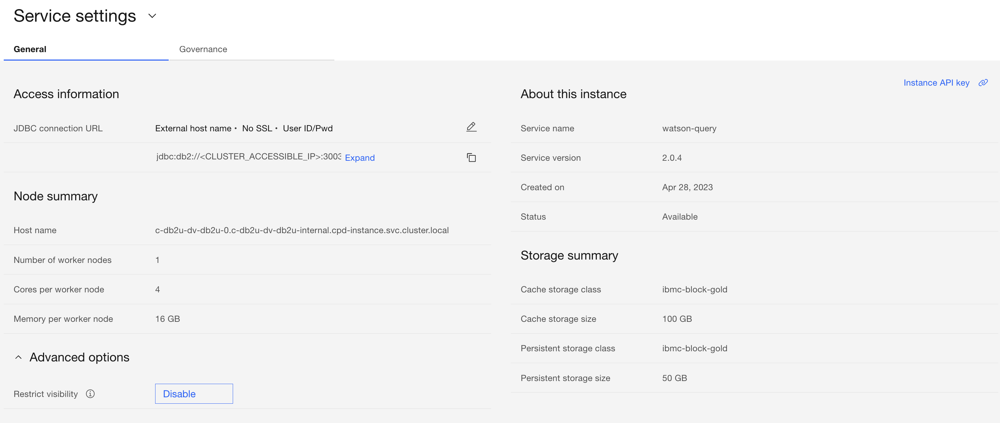 Service settings
General
Governance
Instance API key
Access information
JDBC connection URL
External host name • No SSL • User ID/Pwd
jdbc:db2://<CLUSTER_ACCESSIBLE_IP>:3003 Expand
Node summary
Host name
c-db2u-dv-db2u-0.c-db2u-dv-db2u-internal.cpd-instance.svc.cluster.local
Number of worker nodes
1
Cores per worker node
4
Memory per worker node
16 GB
Advanced options
Restrict visibility
Disable
About this instance
Service name
watson-query
Service version
2.0.4
Created on
Apr 28, 2023
Status
Available
Storage summary
Cache storage class
ibmc-block-gold
Cache storage size
100 GB
Persistent storage class
ibmc-block-gold
Persistent storage size
50 GB